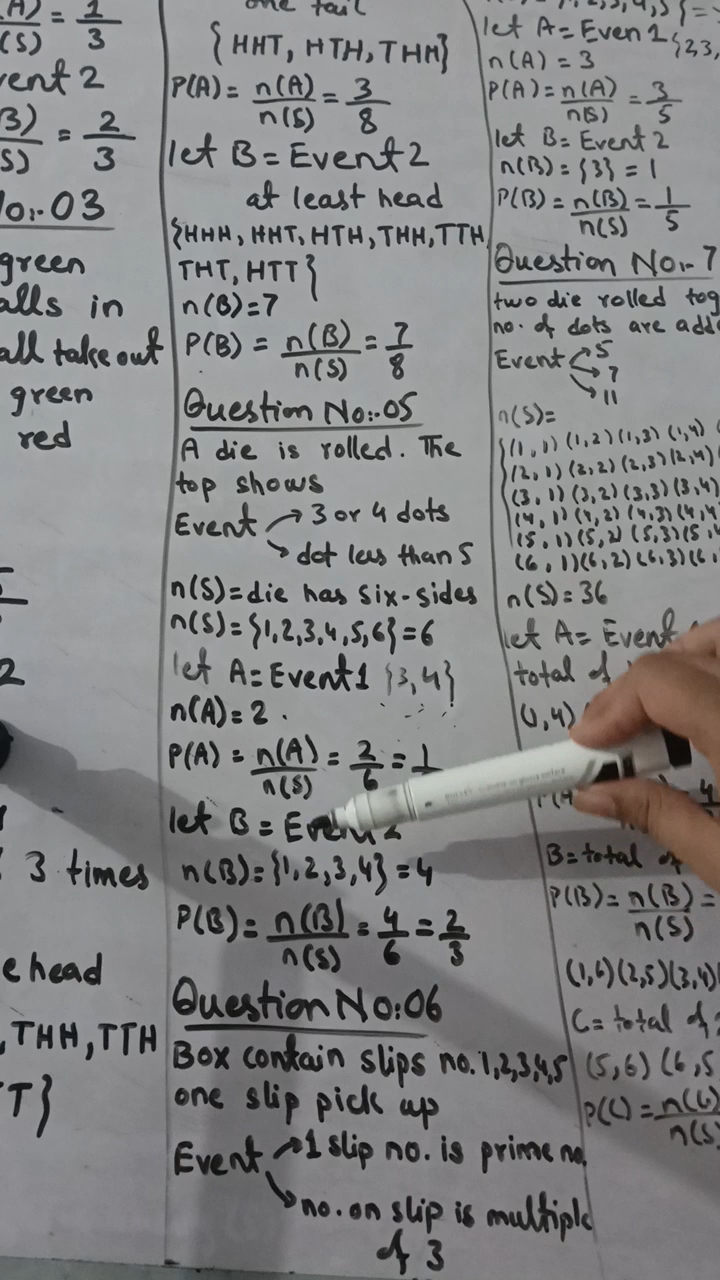 1
3
vent 2
= 2
3
No:-03
green
alls in
all take out
green
red
2
3 times
e head
, THH, TTH
T}
one tail
{HHT, HTH, THH}
P(A) = n(A) = 3
n(S) 8
let B = Event 2
at least head
{HHH, HHT, HTH, THH, TTH,
THT, HTT}
n(B)=7
P(B) = n(B) = 7
n(S) 8
Question No:-05
A die is rolled. The
top shows
Event → 3 or 4 dots
↘ dot less than 5
n(S)=die has six-sides
n(S)={1,2,3,4,5,6}=6
let A=Event1 {3,4}
n(A)=2.
P(A) = n(A) = 2 = 1
n(S) 6
let B = Event 2
n(B)={1,2,3,4}=4
P(B) = n(B) = 4 = 2
n(S) 6 3
Question No:06
Box contain slips no.1,2,3,4,5
one slip pick up
Event → 1 slip no. is prime no.
↘ no. on slip is multiple
of 3
let A = Even 1 {2,3,
n(A) = 3
P(A) = n(A) = 3
n(S) 5
let B = Event 2
n(B) = {3} = 1
P(B) = n(B) = 1
n(S) 5
Question No:- 7
two die rolled tog
no. of dots are add
Event → 5
→ 7
↘ 11
n(S)=
{(1,1) (1,2) (1,3) (1,4)
(2,1) (2,2) (2,3) (2,4)
(3,1) (3,2) (3,3) (3,4)
(4,1) (4,2) (4,3) (4,4
(5,1) (5,2) (5,3) (5,4
(6,1) (6,2) (6,3) (6,
n(S) = 36
let A = Event
total of
(1,4)
4
B = total of
P(B) = n(B) =
n(S)
(1,6)(2,5)(3,4)
C = total of
(5,6) (6,5
P(C) = n(C)
n(S)